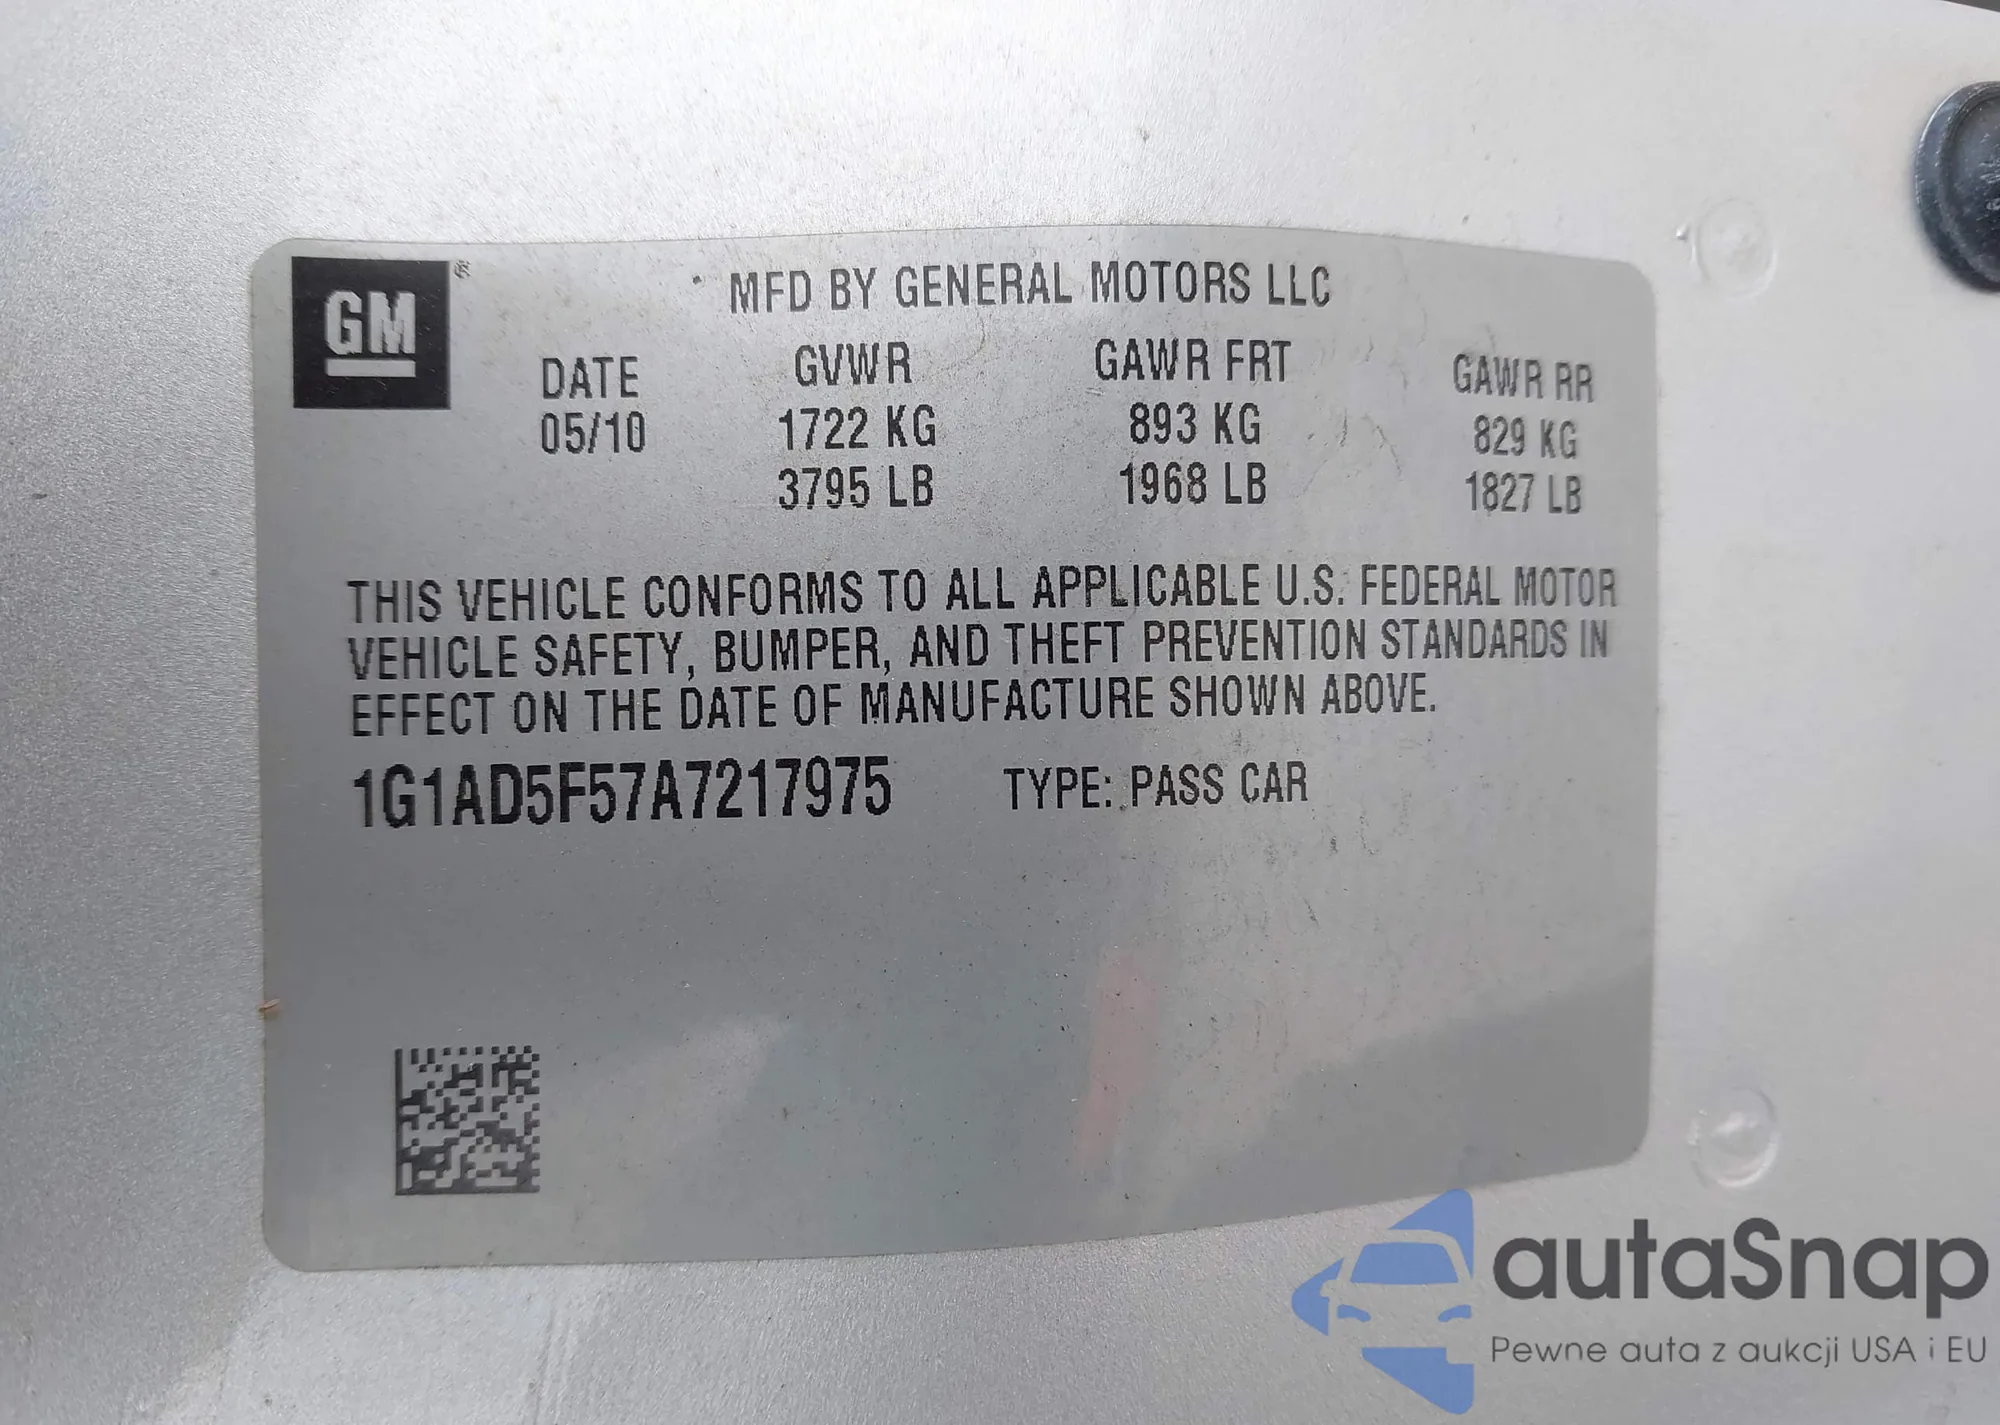 GM ®
MFD BY GENERAL MOTORS LLC
DATE GVWR GAWR FRT GAWR RR
05/10 1722 KG 893 KG 829 KG
3795 LB 1968 LB 1827 LB
THIS VEHICLE CONFORMS TO ALL APPLICABLE U.S. FEDERAL MOTOR
VEHICLE SAFETY, BUMPER, AND THEFT PREVENTION STANDARDS IN
EFFECT ON THE DATE OF MANUFACTURE SHOWN ABOVE.
1G1AD5F57A7217975 TYPE: PASS CAR
autaSnap
Pewne auta z aukcji USA i EU